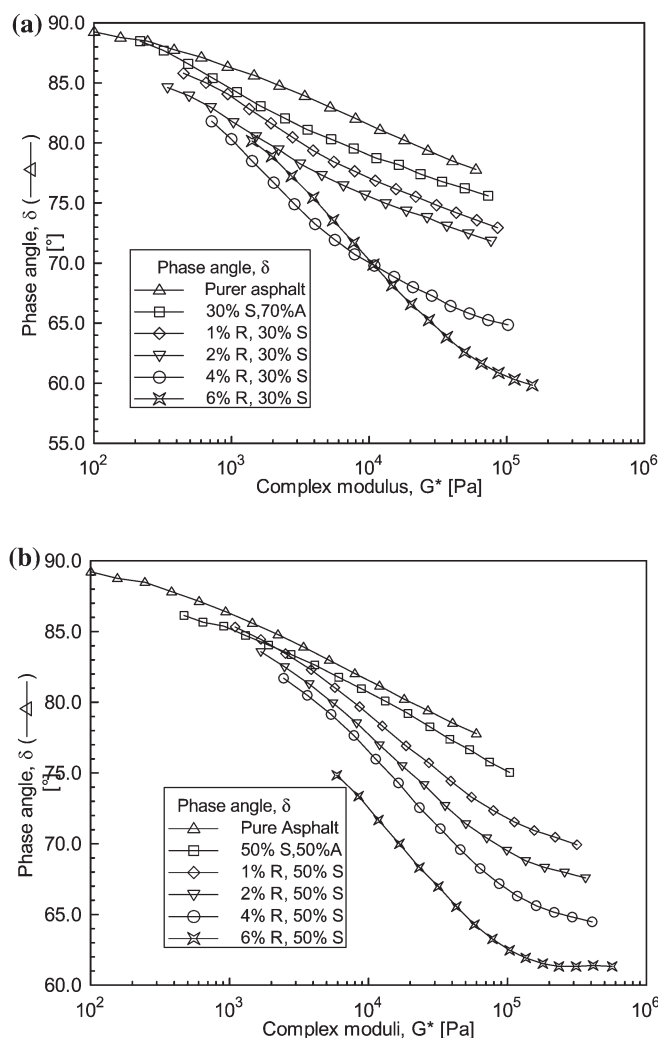 (a)
90.0
85.0
80.0
75.0
70.0
65.0
60.0
55.0
Phase angle, δ (—△—)
[°]
Phase angle, δ
Purer asphalt
30% S,70%A
1% R, 30% S
2% R, 30% S
4% R, 30% S
6% R, 30% S
10² 10³ 10⁴ 10⁵ 10⁶
Complex modulus, G* [Pa]
(b)
90.0
85.0
80.0
75.0
70.0
65.0
60.0
Phase angle, δ (—△—)
[°]
Phase angle, δ
Pure Asphalt
50% S,50%A
1% R, 50% S
2% R, 50% S
4% R, 50% S
6% R, 50% S
10² 10³ 10⁴ 10⁵ 10⁶
Complex moduli, G* [Pa]